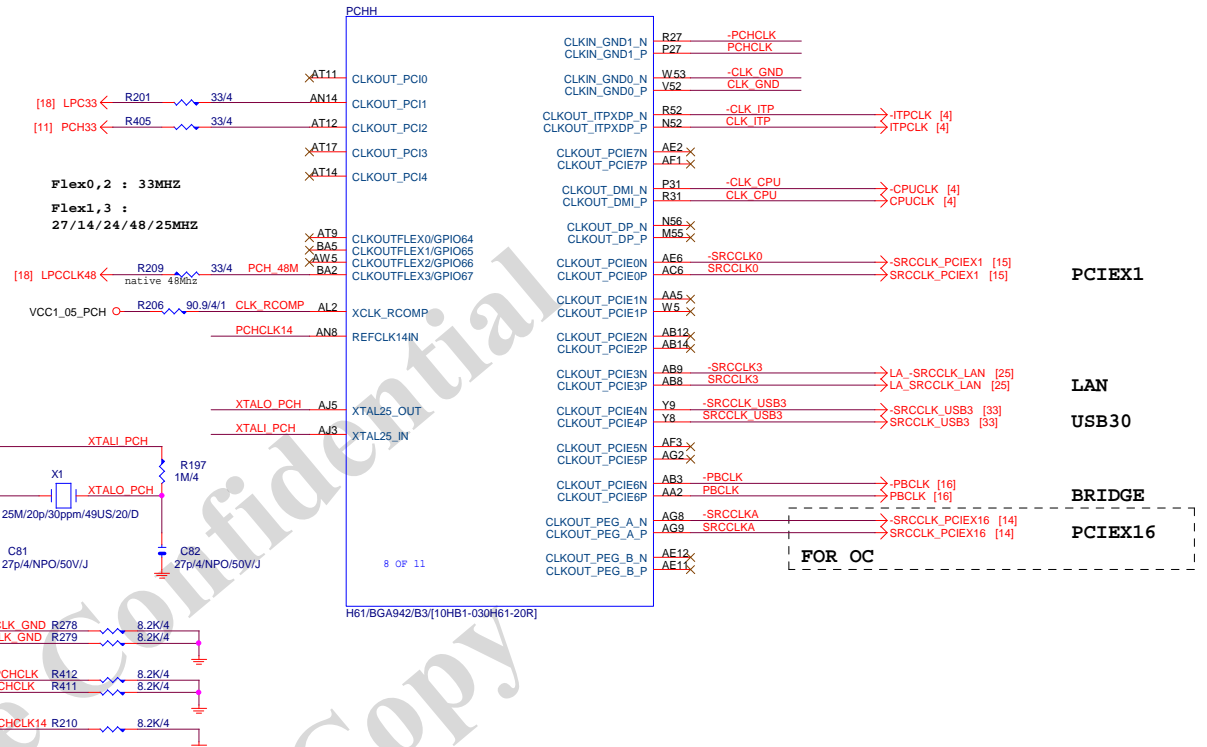 PCHH
CLKIN_GND1_N R27 -PCHCLK
CLKIN_GND1_P P27 PCHCLK
AT11 CLKOUT_PCI0
CLKIN_GND0_N W53 -CLK_GND
CLKIN_GND0_P V52 CLK_GND
[18] LPC33 R201 33/4 AN14 CLKOUT_PCI1
CLKOUT_ITPXDP_N R52 -CLK_ITP -ITPCLK [4]
CLKOUT_ITPXDP_P N52 CLK_ITP ITPCLK [4]
[11] PCH33 R405 33/4 AT12 CLKOUT_PCI2
AT17 CLKOUT_PCI3
CLKOUT_PCIE7N AE2
CLKOUT_PCIE7P AF1
AT14 CLKOUT_PCI4
Flex0,2 : 33MHZ
CLKOUT_DMI_N P31 -CLK_CPU -CPUCLK [4]
CLKOUT_DMI_P R31 CLK_CPU CPUCLK [4]
Flex1,3 :
27/14/24/48/25MHZ
CLKOUT_DP_N N56
CLKOUT_DP_P M55
AT9 CLKOUTFLEX0/GPIO64
BA5 CLKOUTFLEX1/GPIO65
AW5 CLKOUTFLEX2/GPIO66
[18] LPCCLK48 R209 33/4 PCH_48M BA2 CLKOUTFLEX3/GPIO67
native 48Mhz
CLKOUT_PCIE0N AE6 -SRCCLK0 -SRCCLK_PCIEX1 [15]
CLKOUT_PCIE0P AC6 SRCCLK0 SRCCLK_PCIEX1 [15]
PCIEX1
VCC1_05_PCH R206 90.9/4/1 CLK_RCOMP AL2 XCLK_RCOMP
CLKOUT_PCIE1N AA5
CLKOUT_PCIE1P W5
PCHCLK14 AN8 REFCLK14IN
CLKOUT_PCIE2N AB12
CLKOUT_PCIE2P AB14
CLKOUT_PCIE3N AB9 -SRCCLK3 LA_-SRCCLK_LAN [25]
CLKOUT_PCIE3P AB8 SRCCLK3 LA_SRCCLK_LAN [25]
LAN
XTALO_PCH AJ5 XTAL25_OUT
CLKOUT_PCIE4N Y9 -SRCCLK_USB3 -SRCCLK_USB3 [33]
CLKOUT_PCIE4P Y8 SRCCLK_USB3 SRCCLK_USB3 [33]
USB30
XTALI_PCH AJ3 XTAL25_IN
XTALI_PCH
CLKOUT_PCIE5N AF3
CLKOUT_PCIE5P AG2
R197
1M/4
X1 XTALO_PCH
25M/20p/30ppm/49US/20/D
CLKOUT_PCIE6N AB3 -PBCLK -PBCLK [16]
CLKOUT_PCIE6P AA2 PBCLK PBCLK [16]
BRIDGE
CLKOUT_PEG_A_N AG8 -SRCCLKA -SRCCLK_PCIEX16 [14]
CLKOUT_PEG_A_P AG9 SRCCLKA SRCCLK_PCIEX16 [14]
PCIEX16
FOR OC
C81
27p/4/NPO/50V/J
C82
27p/4/NPO/50V/J
8 OF 11
CLKOUT_PEG_B_N AE12
CLKOUT_PEG_B_P AE11
H61/BGA942/B3/[10HB1-030H61-20R]
LK_GND R278 8.2K/4
LK_GND R279 8.2K/4
CHCLK R412 8.2K/4
CHCLK R411 8.2K/4
CHCLK14 R210 8.2K/4
e Confidential
Copy